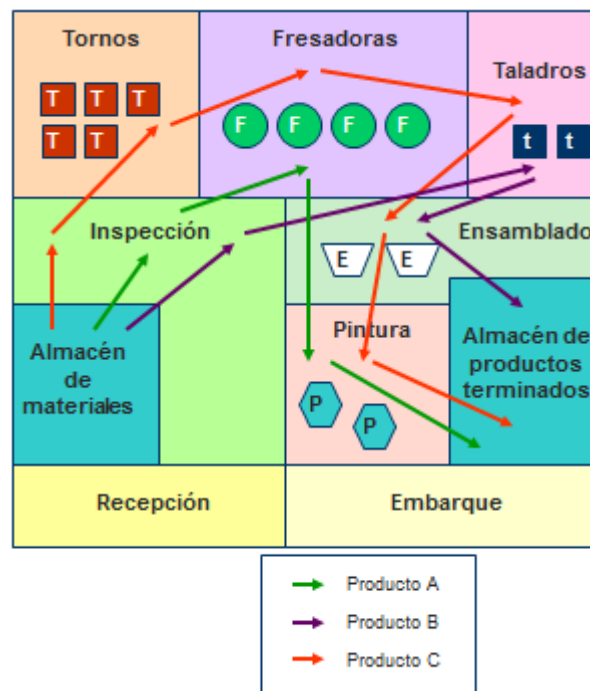 Tornos
Fresadoras
Taladros
T T T
T T
F F F F
t t
Inspección
Ensamblado
E E
Almacén
de
materiales
Pintura
P P
Almacén de
productos
terminados
Recepción
Embarque
Producto A
Producto B
Producto C